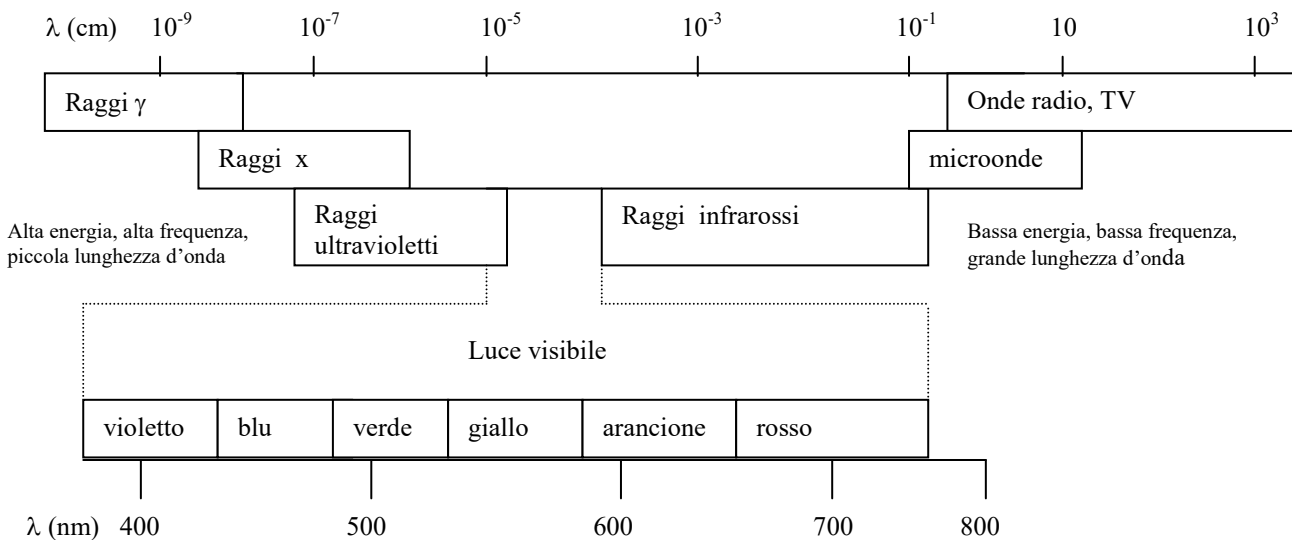 λ (cm) 10⁻⁹ 10⁻⁷ 10⁻⁵ 10⁻³ 10⁻¹ 10 10³
Raggi γ Onde radio, TV
Raggi x microonde
Raggi Raggi infrarossi
ultravioletti
Alta energia, alta frequenza,
piccola lunghezza d’onda
Bassa energia, bassa frequenza,
grande lunghezza d’onda
Luce visibile
violetto blu verde giallo arancione rosso
λ (nm) 400 500 600 700 800